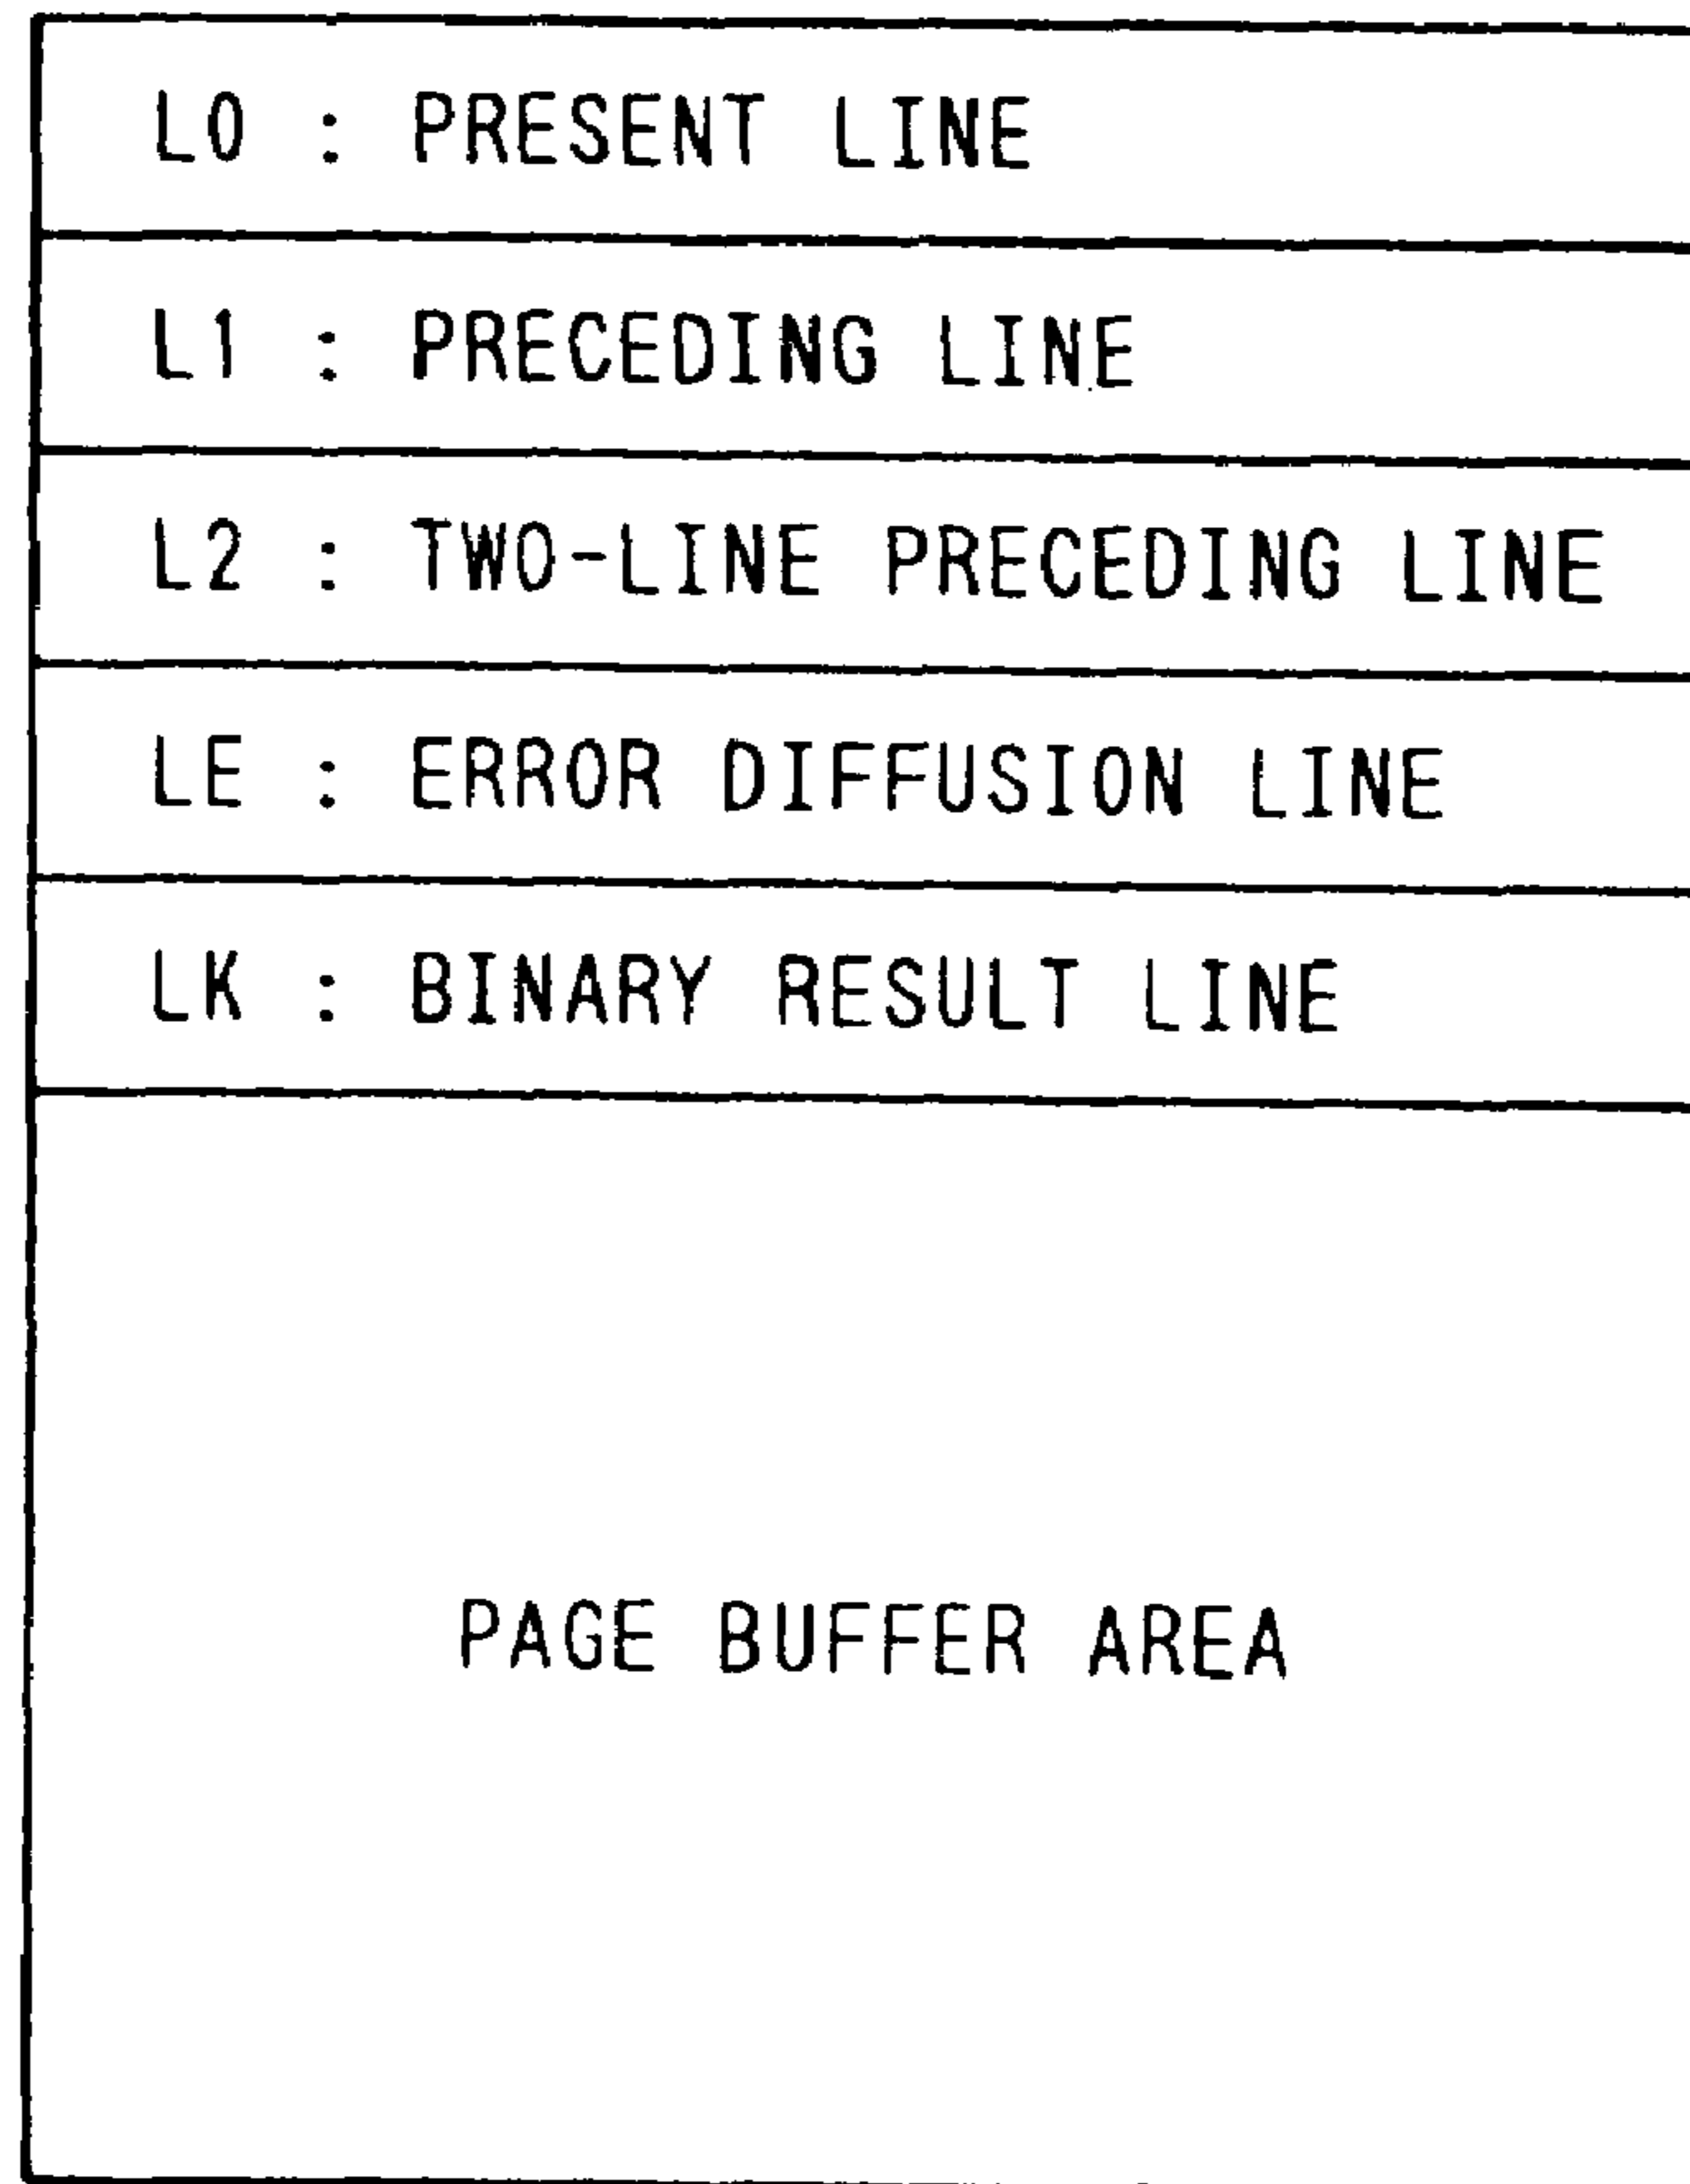 L0 : PRESENT LINE
L1 : PRECEDING LINE
L2 : TWO-LINE PRECEDING LINE
LE : ERROR DIFFUSION LINE
LK : BINARY RESULT LINE
PAGE BUFFER AREA